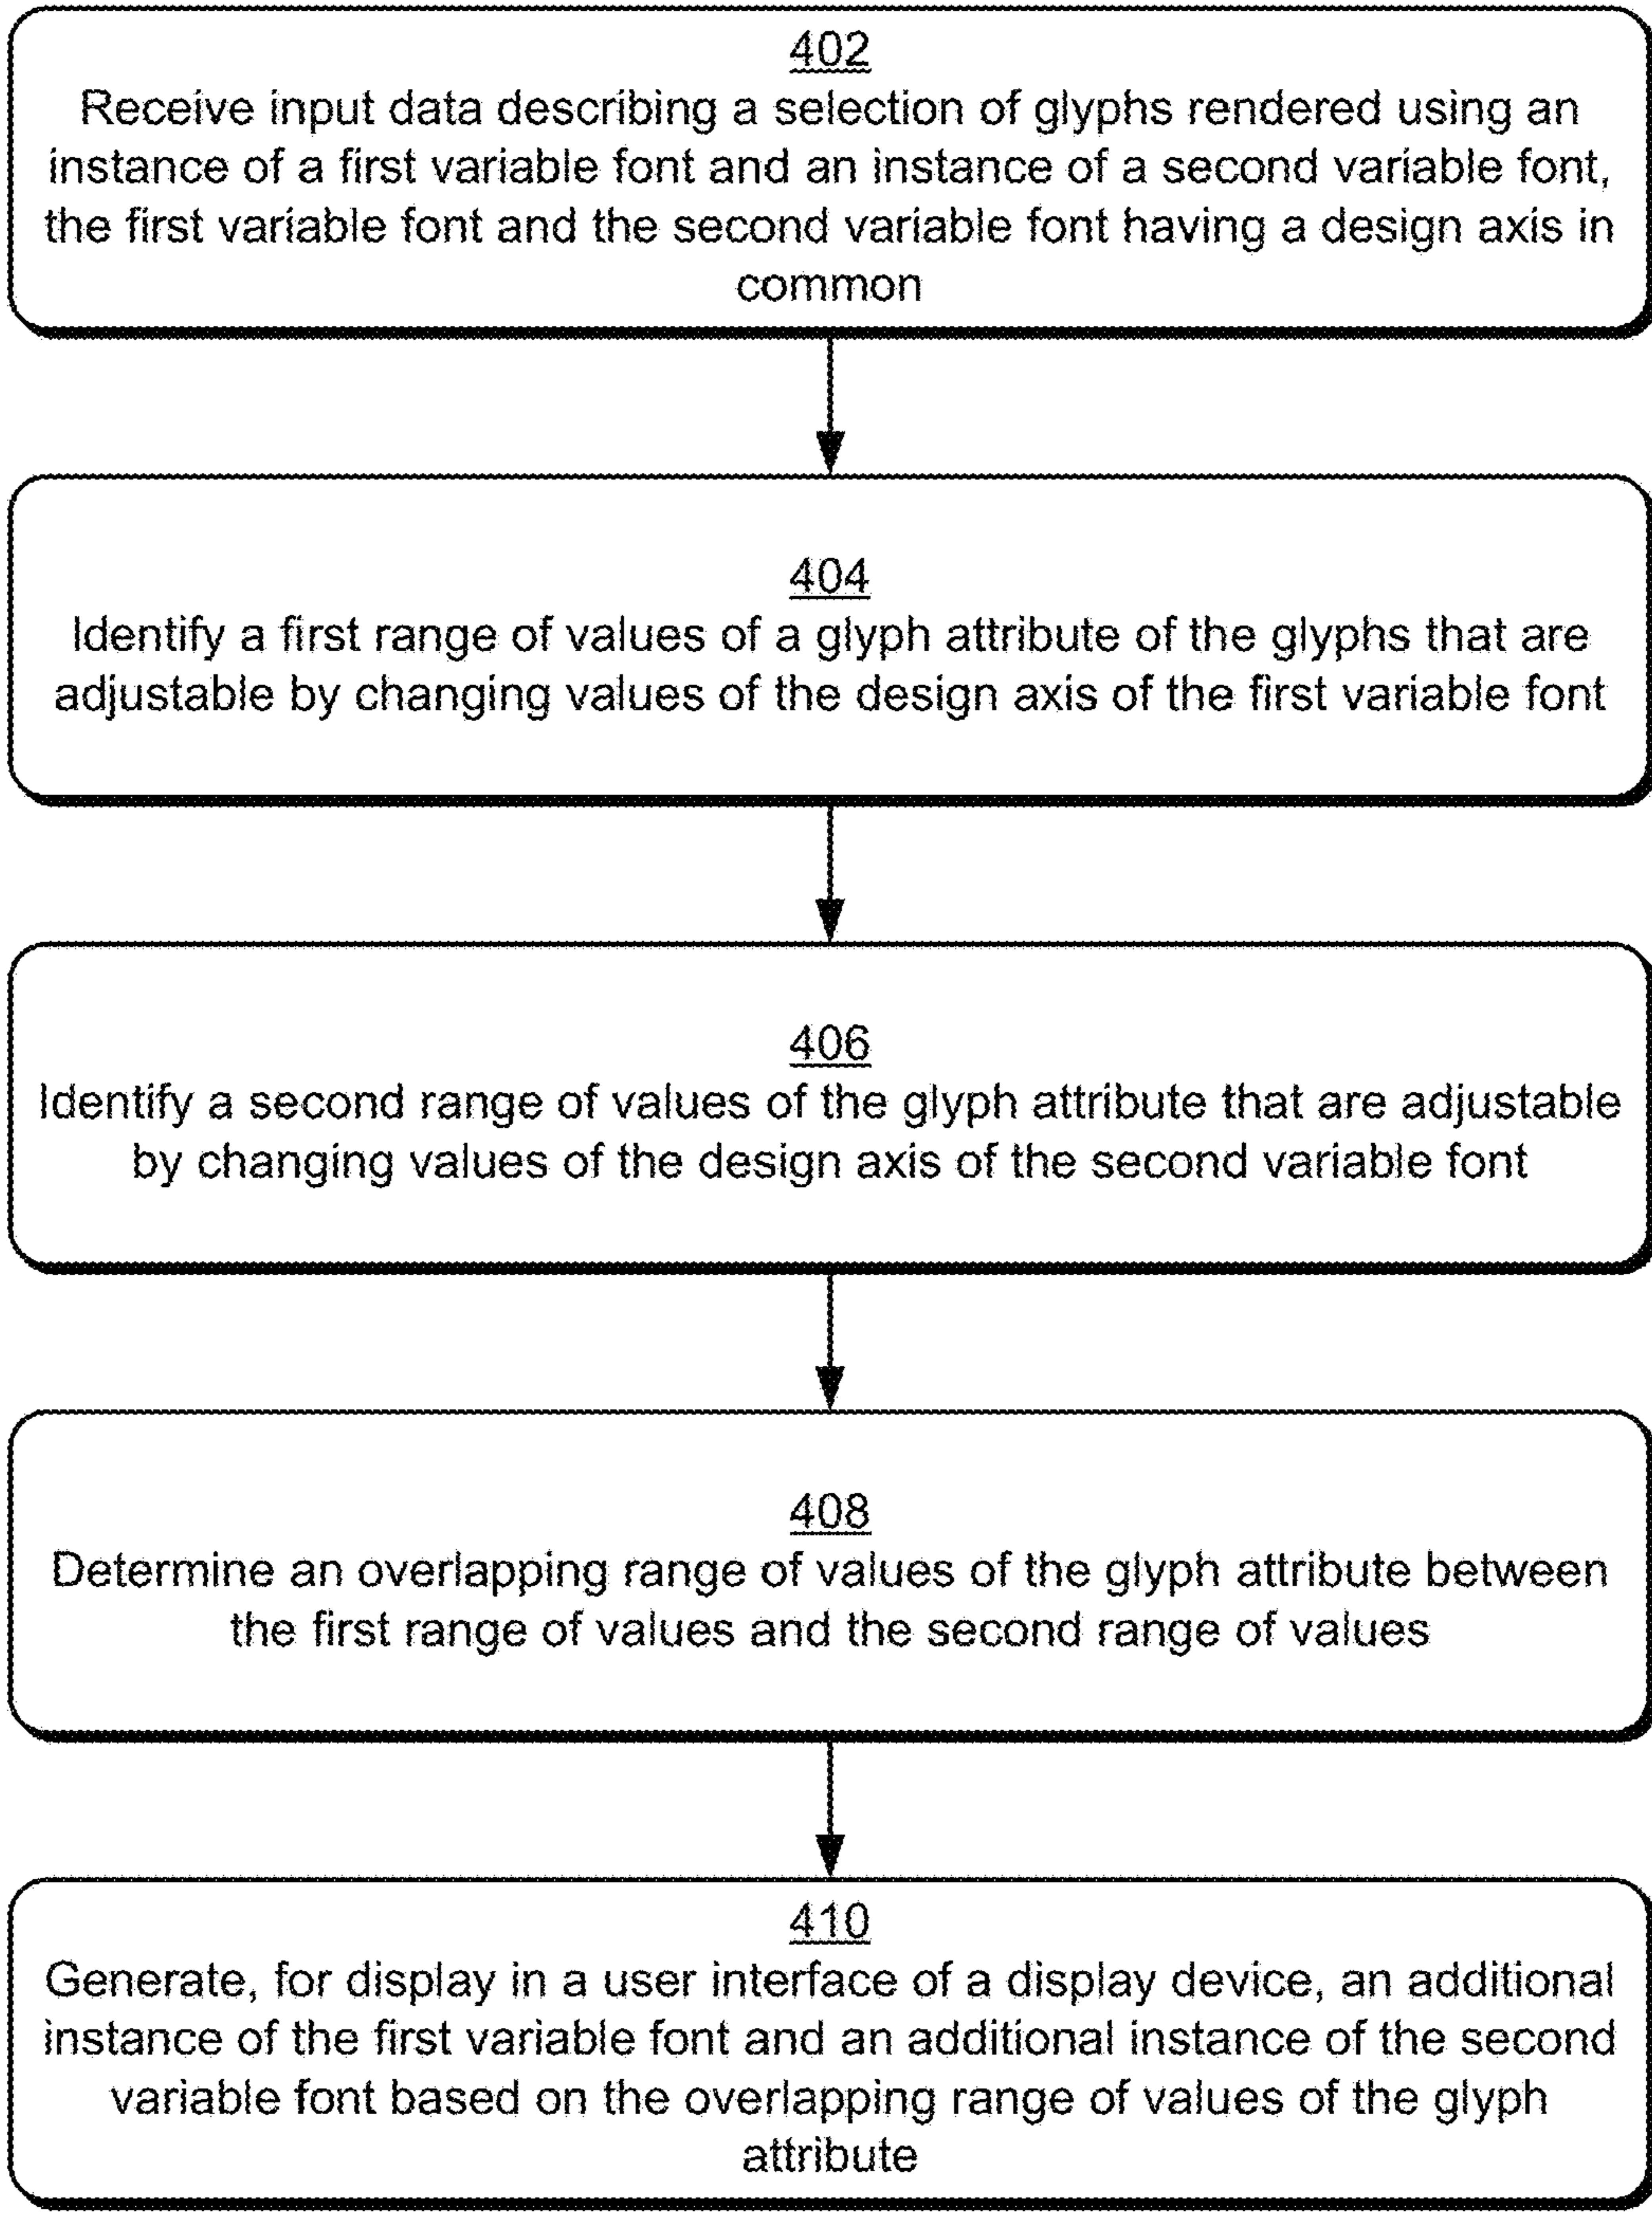 402
Receive input data describing a selection of glyphs rendered using an
instance of a first variable font and an instance of a second variable font,
the first variable font and the second variable font having a design axis in
common
404
Identify a first range of values of a glyph attribute of the glyphs that are
adjustable by changing values of the design axis of the first variable font
406
Identify a second range of values of the glyph attribute that are adjustable
by changing values of the design axis of the second variable font
408
Determine an overlapping range of values of the glyph attribute between
the first range of values and the second range of values
410
Generate, for display in a user interface of a display device, an additional
instance of the first variable font and an additional instance of the second
variable font based on the overlapping range of values of the glyph
attribute